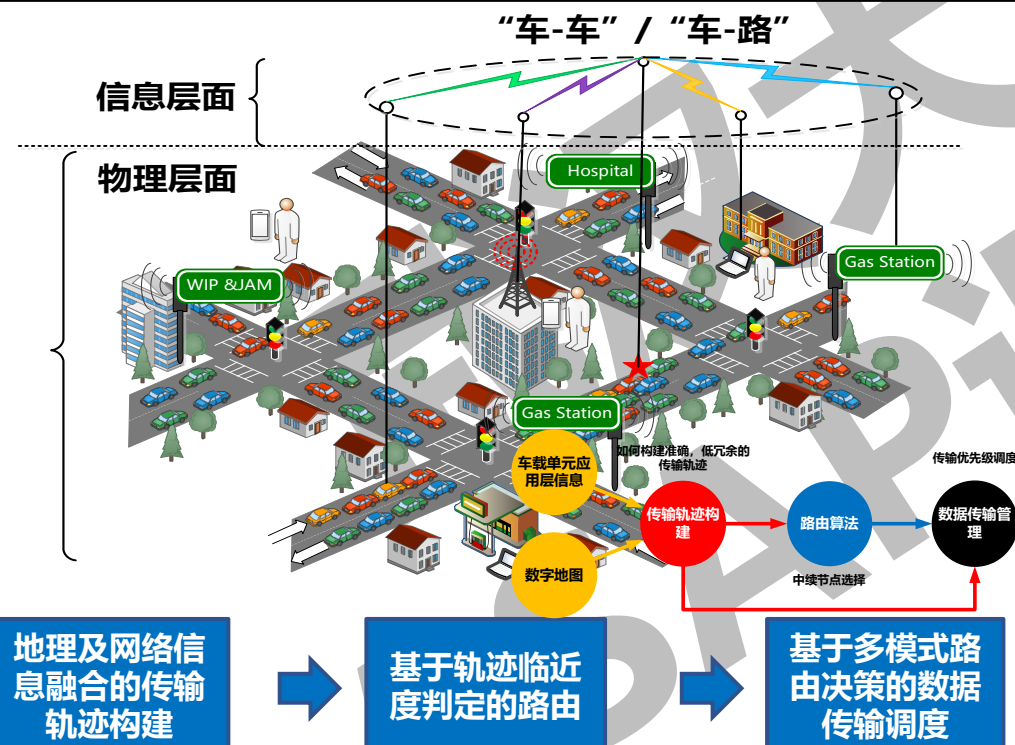 “车-车” / “车-路”
信息层面
物理层面
Hospital
WIP &JAM
Gas Station
Gas Station
车载单元应
用层信息
如何构建准确，低冗余的
传输轨迹
传输优先级调度
传输轨迹构
建
路由算法
数据传输管
理
数字地图
中续节点选择
地理及网络信
息融合的传输
轨迹构建
基于轨迹临近
度判定的路由
基于多模式路
由决策的数据
传输调度